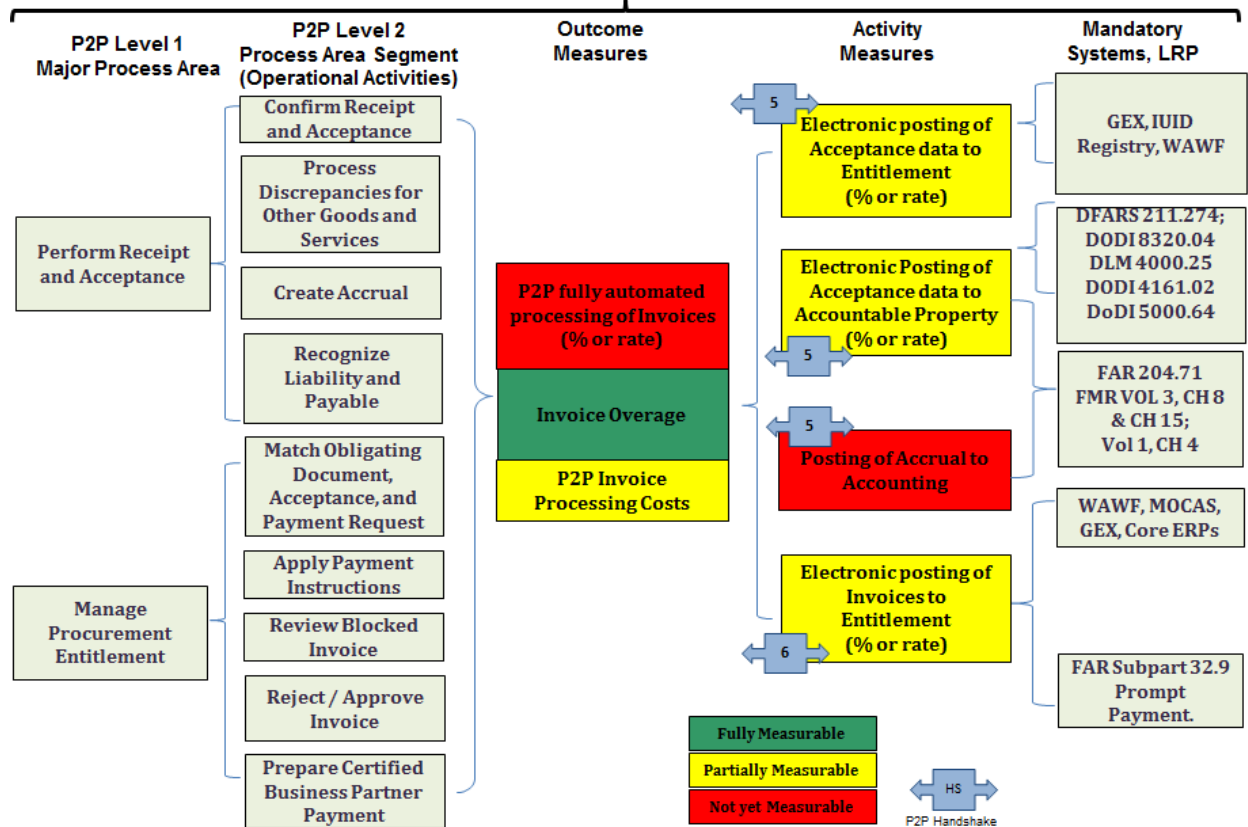 P2P Level 1
Major Process Area
P2P Level 2
Process Area Segment
(Operational Activities)
Outcome
Measures
Activity
Measures
Mandatory
Systems, LRP
Perform Receipt
and Acceptance
Manage
Procurement
Entitlement
Confirm Receipt
and Acceptance
Process
Discrepancies for
Other Goods and
Services
Create Accrual
Recognize
Liability and
Payable
Match Obligating
Document,
Acceptance, and
Payment Request
Apply Payment
Instructions
Review Blocked
Invoice
Reject / Approve
Invoice
Prepare Certified
Business Partner
Payment
P2P fully automated
processing of Invoices
(% or rate)
Invoice Overage
P2P Invoice
Processing Costs
5
Electronic posting of
Acceptance data to
Entitlement
(% or rate)
Electronic Posting of
Acceptance data to
Accountable Property
(% or rate)
5
5
Posting of Accrual to
Accounting
Electronic posting of
Invoices to
Entitlement
(% or rate)
6
GEX, IUID
Registry, WAWF
DFARS 211.274;
DODI 8320.04
DLM 4000.25
DODI 4161.02
DoDI 5000.64
FAR 204.71
FMR VOL 3, CH 8
& CH 15;
Vol 1, CH 4
WAWF, MOCAS,
GEX, Core ERPs
FAR Subpart 32.9
Prompt
Payment.
Fully Measurable
Partially Measurable
Not yet Measurable
HS
P2P Handshake